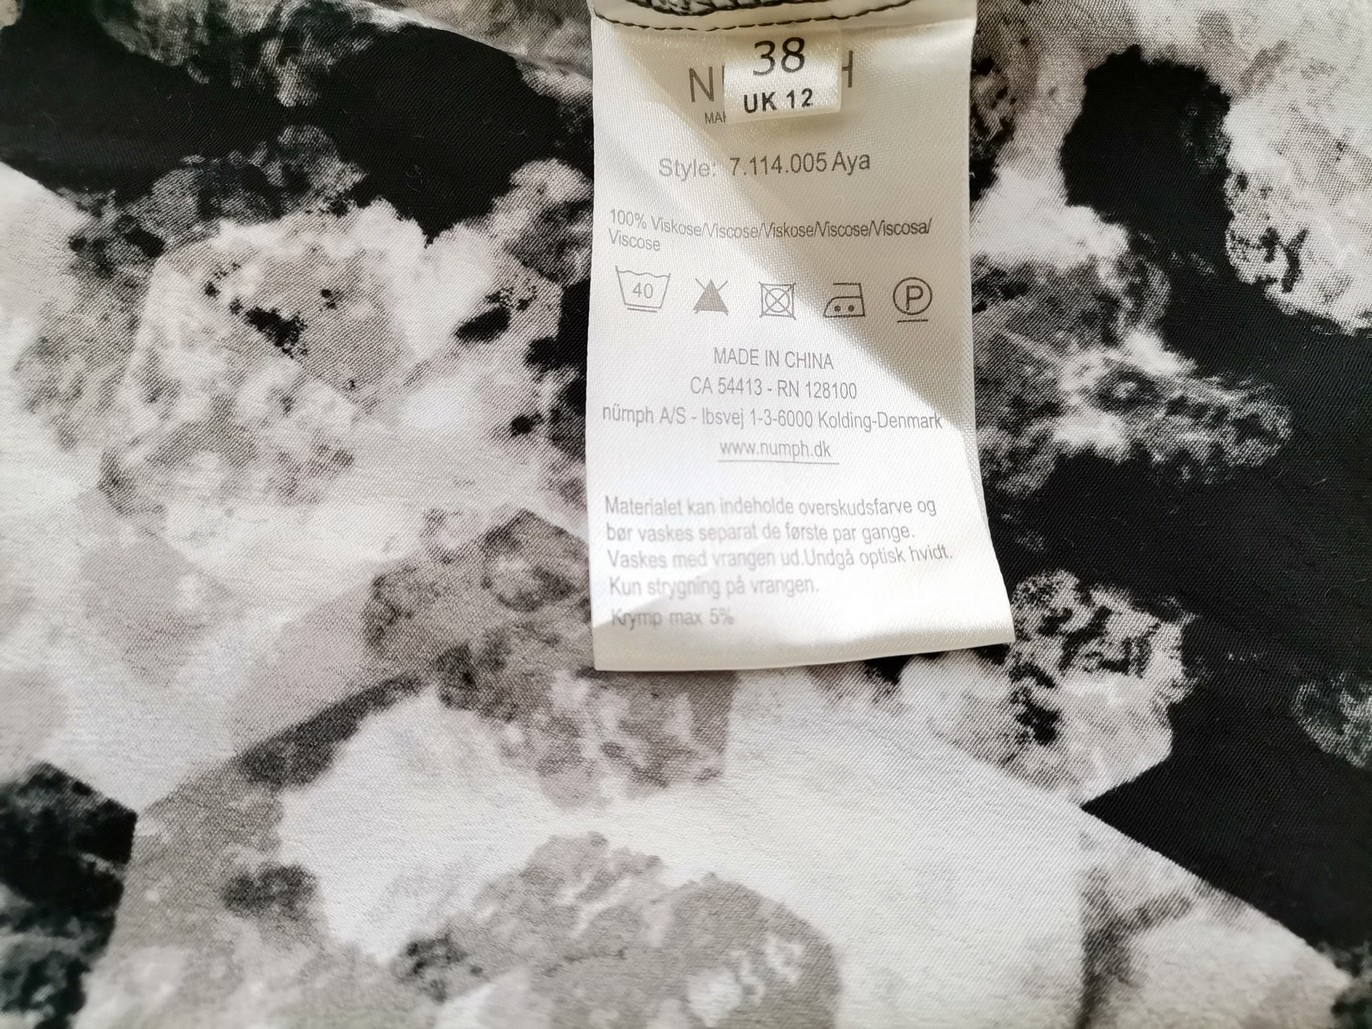 38
UK 12
Style: 7.114.005 Aya
100% Viskose/Viscose/Viskose/Viscose/Viscosa/
Viscose
40
P
MADE IN CHINA
CA 54413 - RN 128100
nümph A/S - Ibsvej 1-3-6000 Kolding-Denmark
www.numph.dk
Materialet kan indeholde overskudsfarve og
bør vaskes separat de første par gange.
Vaskes med vrangen ud.Undgå optisk hvidt.
Kun strygning på vrangen.
Krymp max 5%